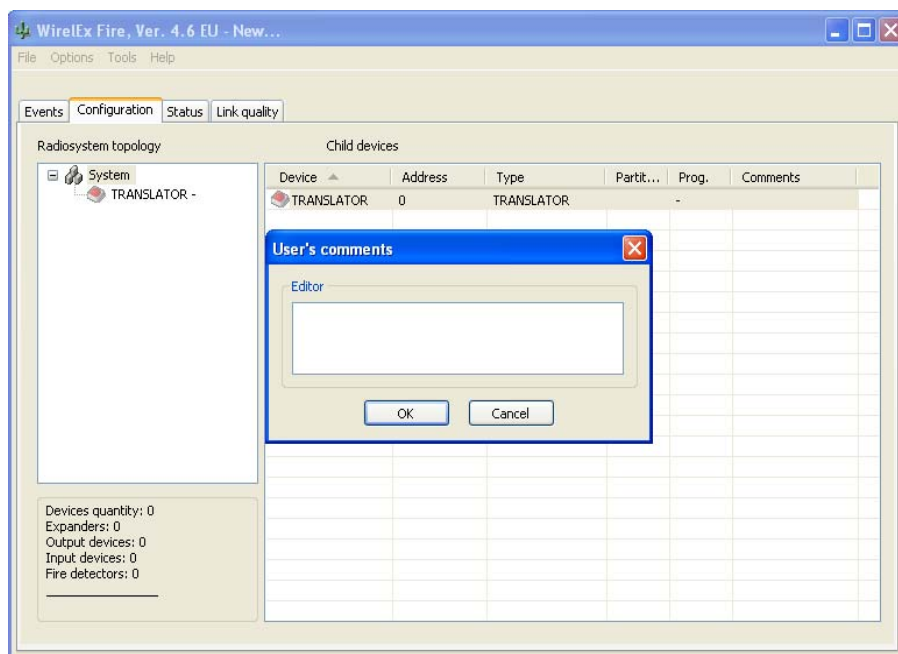 WirelEx Fire, Ver. 4.6 EU - New...
File Options Tools Help
Events Configuration Status Link quality
Radiosystem topology
Child devices
System
TRANSLATOR -
Device Address Type Partit... Prog. Comments
TRANSLATOR 0 TRANSLATOR -
User's comments
Editor
OK Cancel
Devices quantity: 0
Expanders: 0
Output devices: 0
Input devices: 0
Fire detectors: 0